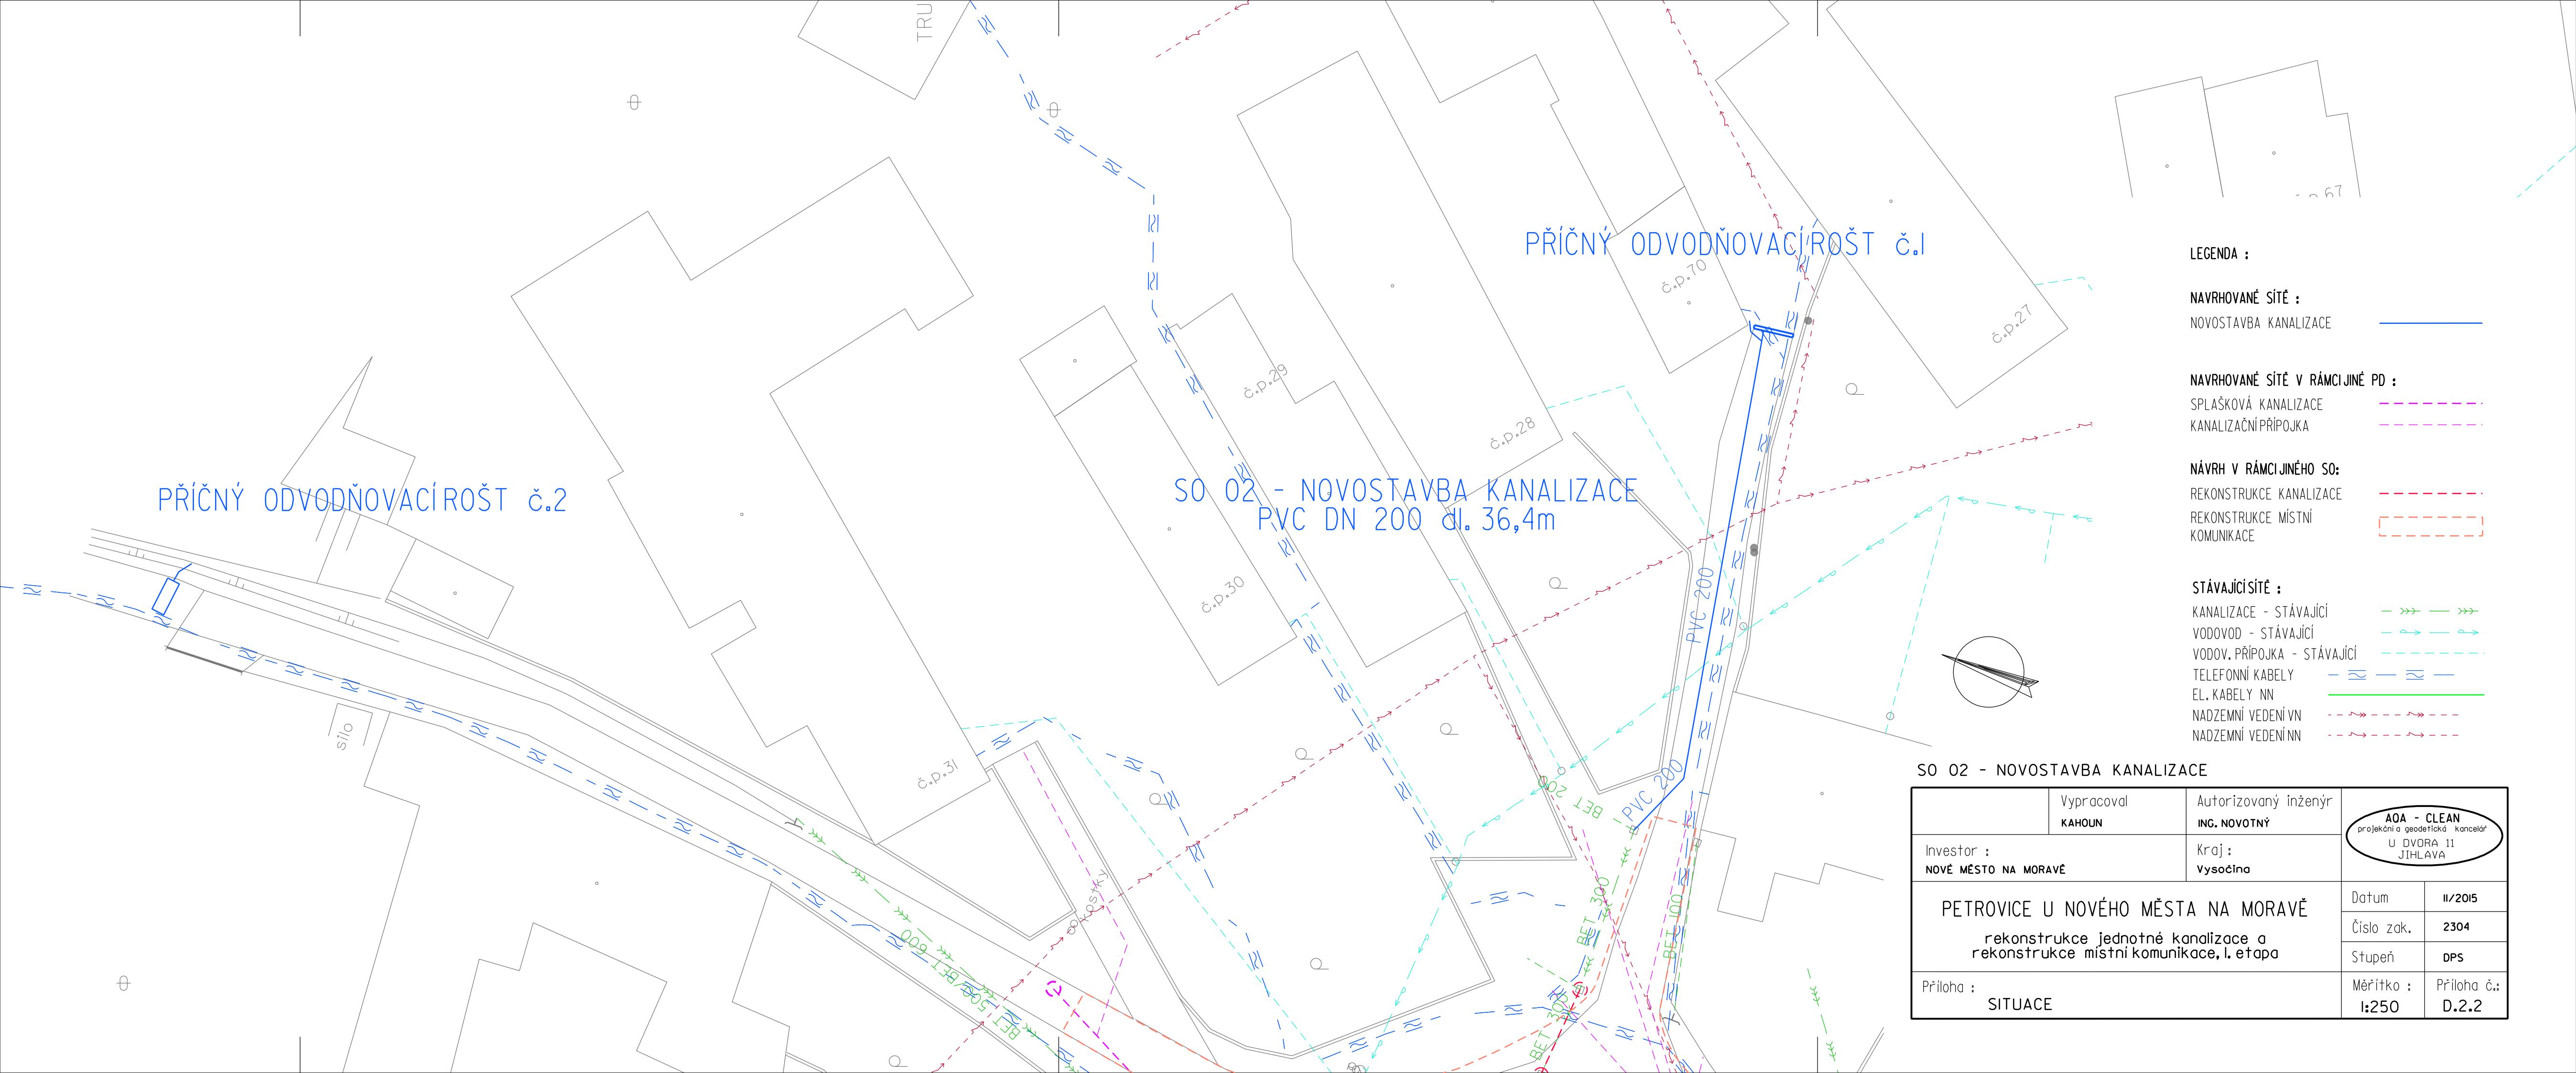 TRU
PŘÍČNÝ ODVODŇOVACÍ ROŠT č.1
č.p.70
č.p.27
č.p.29
č.p.28
č.p.30
č.p.31
PŘÍČNÝ ODVODŇOVACÍ ROŠT č.2
SO 02 - NOVOSTAVBA KANALIZACE
PVC DN 200 dl. 36,4m
PVC 200
PVC 200
BET 200
BET 300
BET 300
BET 100
BET 500/BET 600
silo
LEGENDA :
NAVRHOVANÉ SÍTĚ :
NOVOSTAVBA KANALIZACE
NAVRHOVANÉ SÍTĚ V RÁMCI JINÉ PD :
SPLAŠKOVÁ KANALIZACE
KANALIZAČNÍ PŘÍPOJKA
NÁVRH V RÁMCI JINÉHO SO:
REKONSTRUKCE KANALIZACE
REKONSTRUKCE MÍSTNÍ
KOMUNIKACE
STÁVAJÍCÍ SÍTĚ :
KANALIZACE - STÁVAJÍCÍ
VODOVOD - STÁVAJÍCÍ
VODOV. PŘÍPOJKA - STÁVAJÍCÍ
TELEFONNÍ KABELY
EL. KABELY NN
NADZEMNÍ VEDENÍ VN
NADZEMNÍ VEDENÍ NN
SO 02 - NOVOSTAVBA KANALIZACE
Vypracoval
KAHOUN
Autorizovaný inženýr
ING. NOVOTNÝ
AQA - CLEAN
projekční a geodetická kancelář
U DVORA 11
JIHLAVA
Investor :
NOVÉ MĚSTO NA MORAVĚ
Kraj :
Vysočina
PETROVICE U NOVÉHO MĚSTA NA MORAVĚ
rekonstrukce jednotné kanalizace a
rekonstrukce místní komunikace, I. etapa
Datum
11/2015
Číslo zak.
2304
Stupeň
DPS
Příloha :
SITUACE
Měřítko :
1:250
Příloha č.:
D.2.2